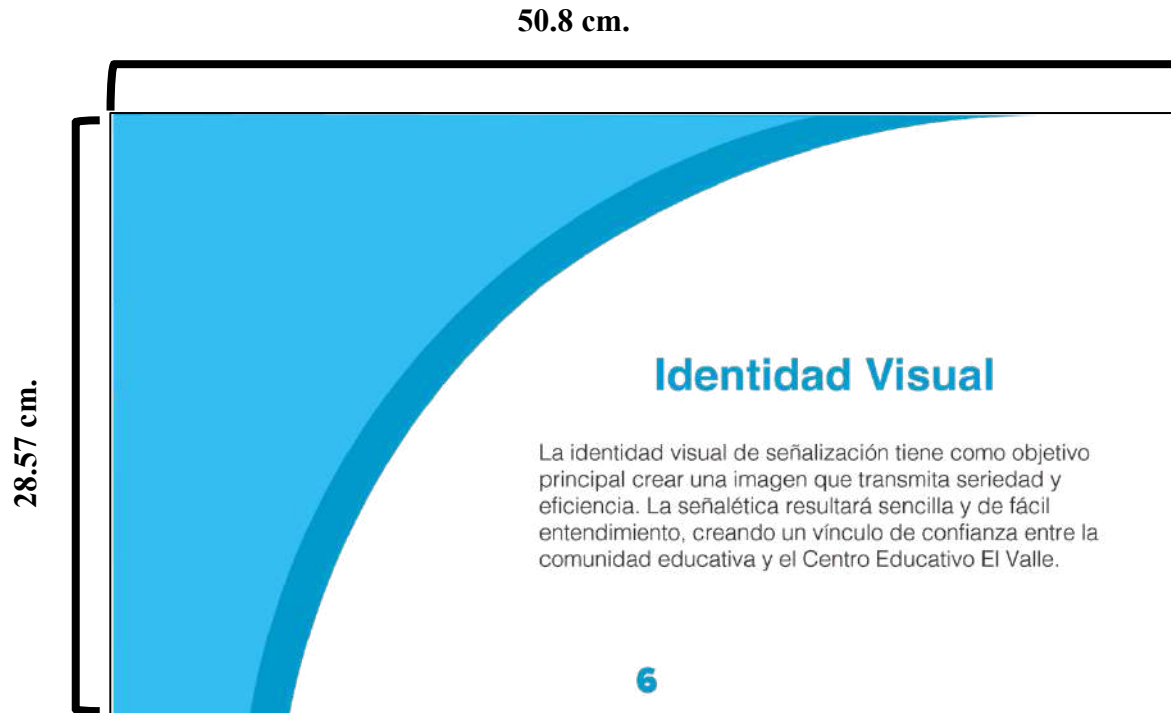 50.8 cm.
28.57 cm.
Identidad Visual
La identidad visual de señalización tiene como objetivo
principal crear una imagen que transmita seriedad y
eficiencia. La señalética resultará sencilla y de fácil
entendimiento, creando un vínculo de confianza entre la
comunidad educativa y el Centro Educativo El Valle.
6